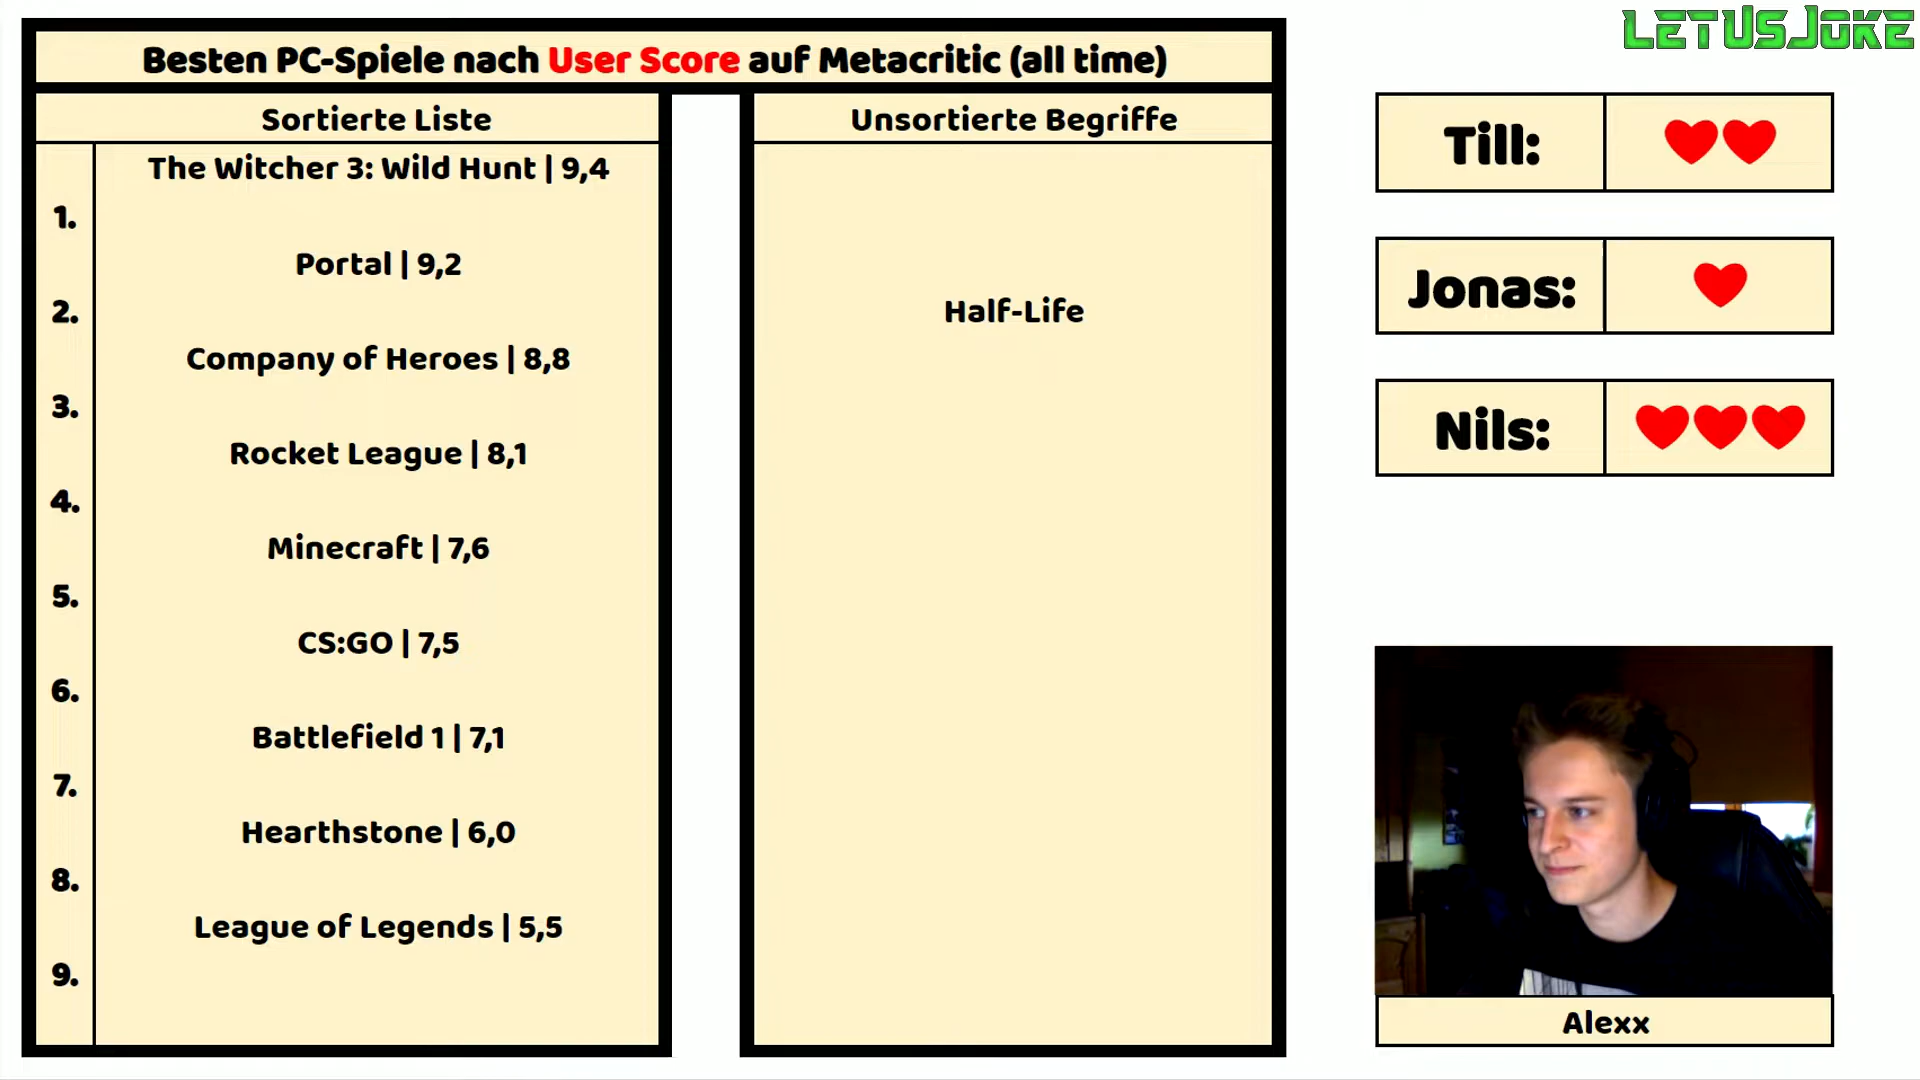 LETUSJOKE
Besten PC-Spiele nach User Score auf Metacritic (all time)
Sortierte Liste
The Witcher 3: Wild Hunt | 9,4
1.
Portal | 9,2
2.
Company of Heroes | 8,8
3.
Rocket League | 8,1
4.
Minecraft | 7,6
5.
CS:GO | 7,5
6.
Battlefield 1 | 7,1
7.
Hearthstone | 6,0
8.
League of Legends | 5,5
9.
Unsortierte Begriffe
Half-Life
Till:
Jonas:
Nils:
Alexx